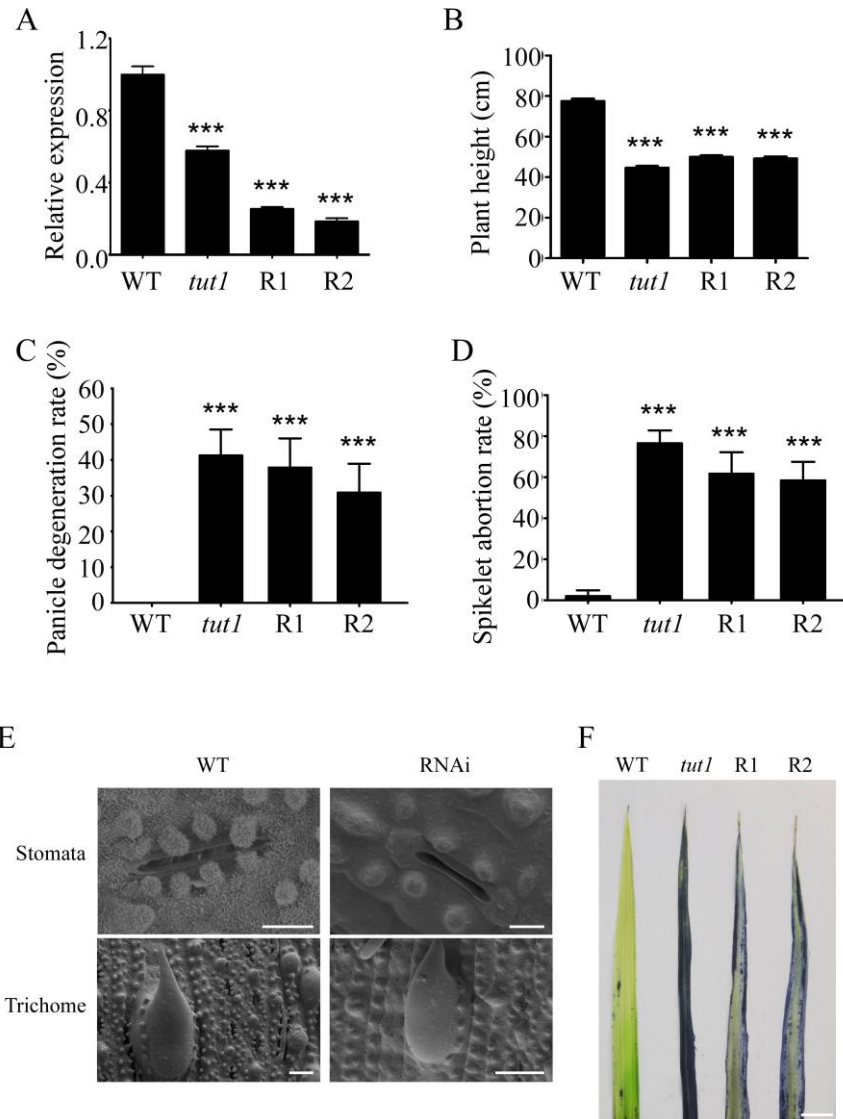 A
Relative expression
1.2
0.8
0.4
0.0
***
***
***
WT tut1 R1 R2
B
Plant height (cm)
100
80
60
40
20
0
***
***
***
WT tut1 R1 R2
C
Panicle degeneration rate (%)
60
50
40
30
20
10
0
***
***
***
WT tut1 R1 R2
D
Spikelet abortion rate (%)
100
80
60
40
20
0
***
***
***
WT tut1 R1 R2
E
WT RNAi
Stomata
Trichome
F
WT tut1 R1 R2